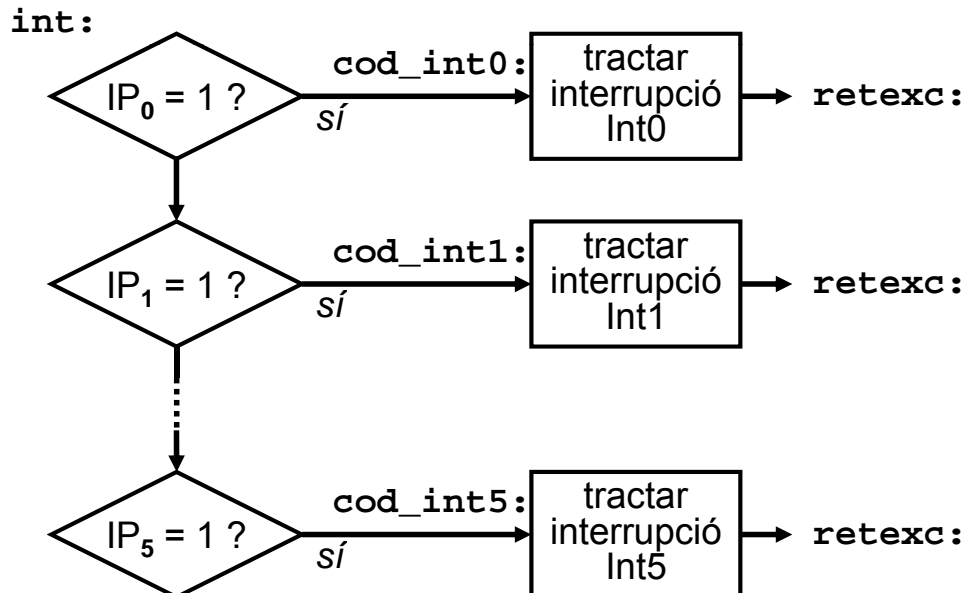 int:
IP0 = 1 ?
sí
cod_int0:
tractar
interrupció
Int0
retexc:
IP1 = 1 ?
sí
cod_int1:
tractar
interrupció
Int1
retexc:
IP5 = 1 ?
sí
cod_int5:
tractar
interrupció
Int5
retexc: